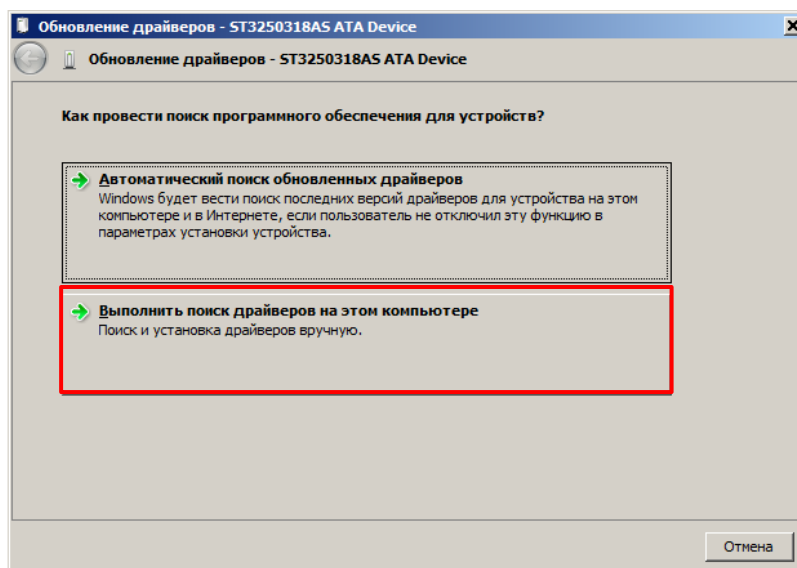 Обновление драйверов - ST3250318AS ATA Device
Обновление драйверов - ST3250318AS ATA Device
Как провести поиск программного обеспечения для устройств?
Автоматический поиск обновленных драйверов
Windows будет вести поиск последних версий драйверов для устройства на этом
компьютере и в Интернете, если пользователь не отключил эту функцию в
параметрах установки устройства.
Выполнить поиск драйверов на этом компьютере
Поиск и установка драйверов вручную.
Отмена